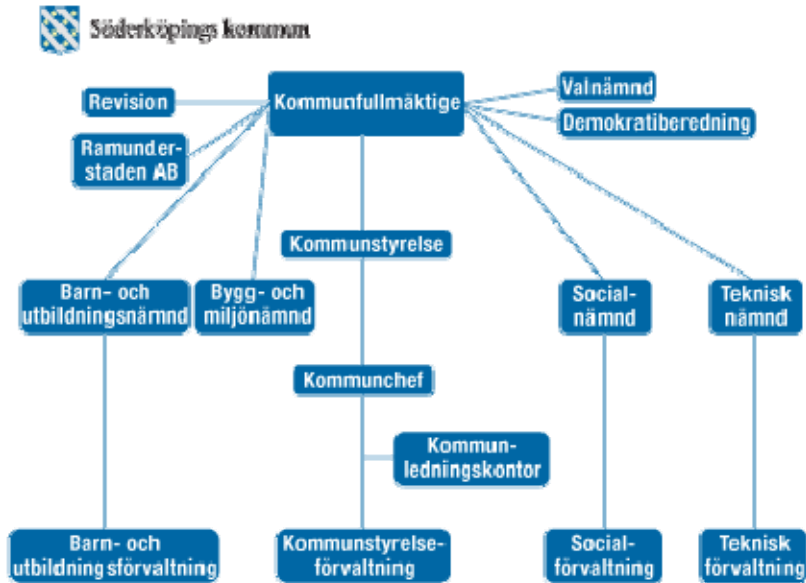 Söderköpings kommun
Revision
Kommunfullmäktige
Valnämnd
Demokratiberedning
Ramunder-
staden AB
Kommunstyrelse
Barn- och
utbildningsnämnd
Bygg- och
miljönämnd
Social-
nämnd
Teknisk
nämnd
Kommunchef
Kommun-
ledningskontor
Barn- och
utbildningsförvaltning
Kommunstyrelse-
förvaltning
Social-
förvaltning
Teknisk
förvaltning